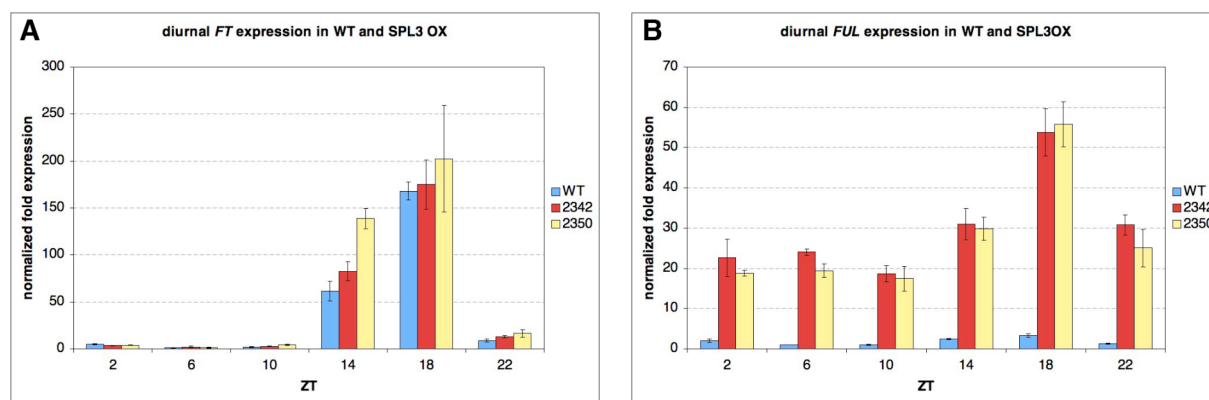 A
diurnal FT expression in WT and SPL3 OX
normalized fold expression
300
250
200
150
100
50
0
2 6 10 14 18 22
ZT
WT
2342
2350
B
diurnal FUL expression in WT and SPL3OX
normalized fold expression
70
60
50
40
30
20
10
0
2 6 10 14 18 22
ZT
WT
2342
2350